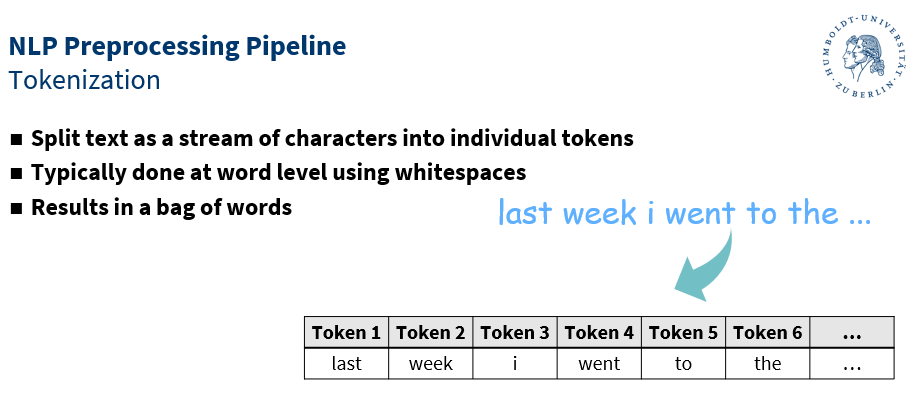 NLP Preprocessing Pipeline
Tokenization
HUMBOLDT-UNIVERSITÄT ZU BERLIN
■ Split text as a stream of characters into individual tokens
■ Typically done at word level using whitespaces
■ Results in a bag of words
last week i went to the ...
Token 1 Token 2 Token 3 Token 4 Token 5 Token 6 ...
last week i went to the ...